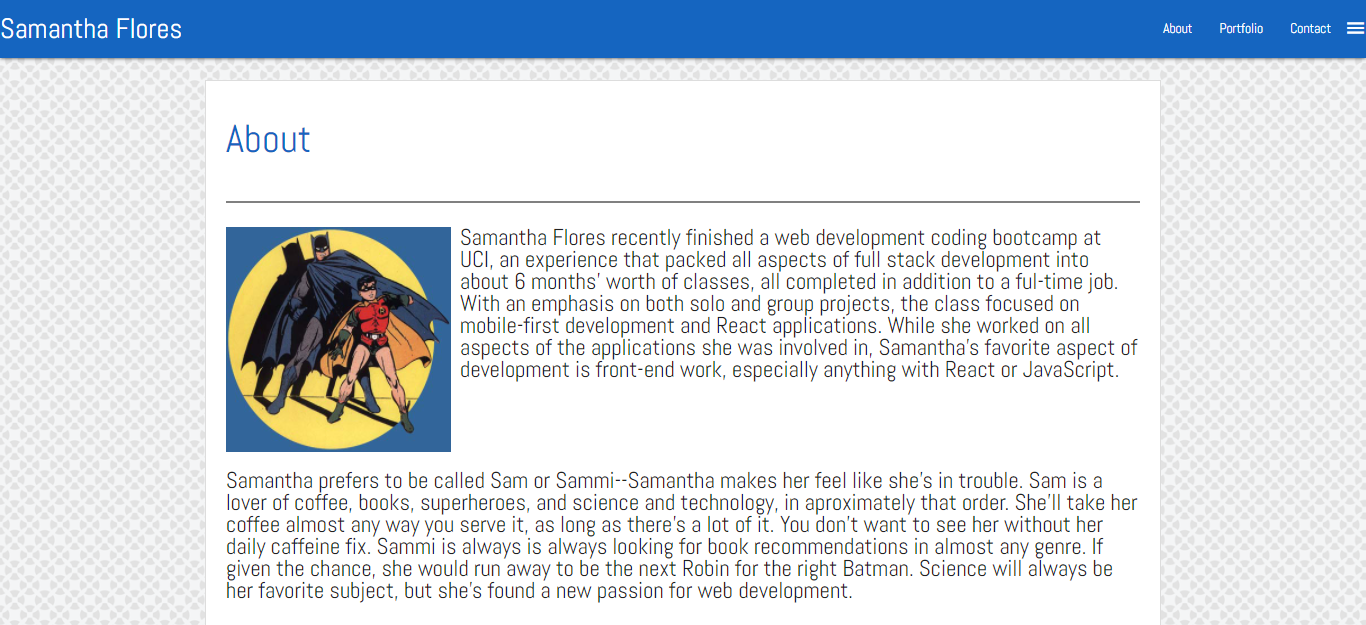 Samantha Flores
About Portfolio Contact
About
Samantha Flores recently finished a web development coding bootcamp at
UCI, an experience that packed all aspects of full stack development into
about 6 months' worth of classes, all completed in addition to a ful-time job.
With an emphasis on both solo and group projects, the class focused on
mobile-first development and React applications. While she worked on all
aspects of the applications she was involved in, Samantha's favorite aspect of
development is front-end work, especially anything with React or JavaScript.
Samantha prefers to be called Sam or Sammi--Samantha makes her feel like she's in trouble. Sam is a
lover of coffee, books, superheroes, and science and technology, in aproximately that order. She'll take her
coffee almost any way you serve it, as long as there's a lot of it. You don't want to see her without her
daily caffeine fix. Sammi is always is always looking for book recommendations in almost any genre. If
given the chance, she would run away to be the next Robin for the right Batman. Science will always be
her favorite subject, but she's found a new passion for web development.